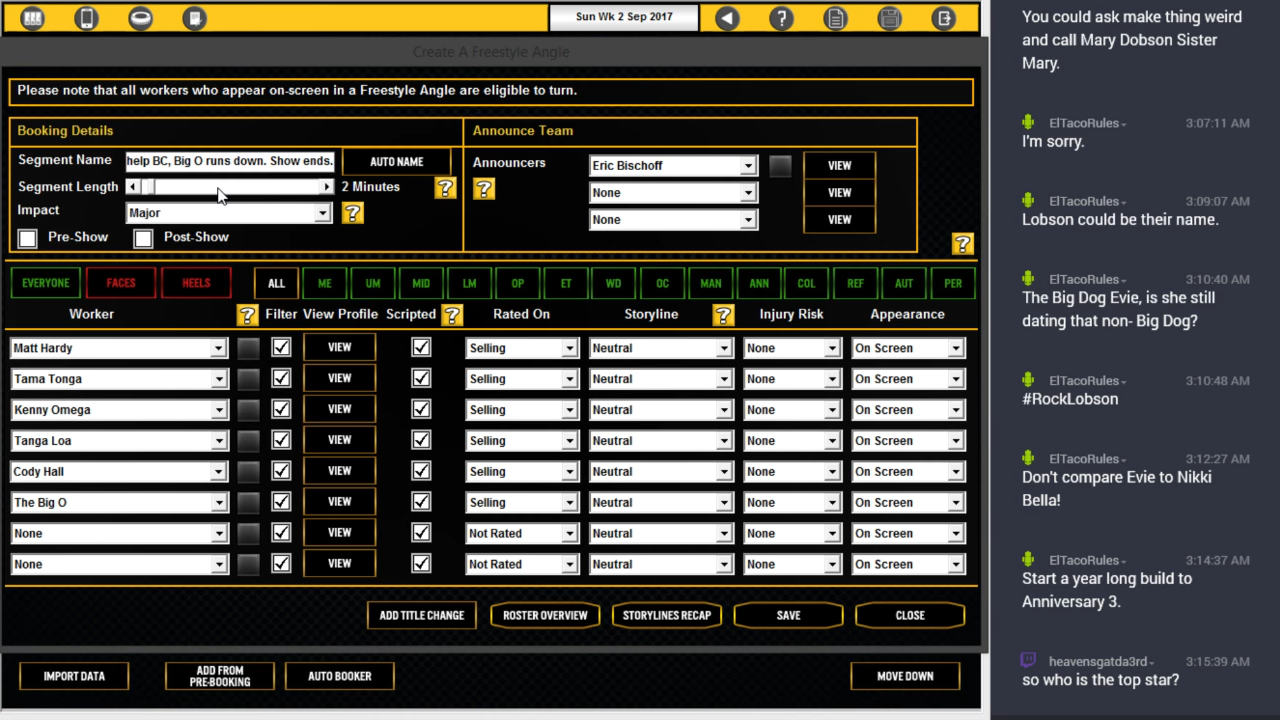 Sun Wk 2 Sep 2017
Create A Freestyle Angle
Please note that all workers who appear on-screen in a Freestyle Angle are eligible to turn.
Booking Details
Segment Name help BC, Big O runs down. Show ends. AUTO NAME
Segment Length 2 Minutes ?
Impact Major ?
Pre-Show Post-Show
Announce Team
Announcers Eric Bischoff VIEW
? None VIEW
None VIEW
?
EVERYONE FACES HEELS ALL ME UM MID LM OP ET WD OC MAN ANN COL REF AUT PER
Worker ? Filter View Profile Scripted ? Rated On Storyline ? Injury Risk Appearance
Matt Hardy VIEW Selling Neutral None On Screen
Tama Tonga VIEW Selling Neutral None On Screen
Kenny Omega VIEW Selling Neutral None On Screen
Tanga Loa VIEW Selling Neutral None On Screen
Cody Hall VIEW Selling Neutral None On Screen
The Big O VIEW Selling Neutral None On Screen
None VIEW Not Rated Neutral None On Screen
None VIEW Not Rated Neutral None On Screen
ADD TITLE CHANGE ROSTER OVERVIEW STORYLINES RECAP SAVE CLOSE
IMPORT DATA ADD FROM PRE-BOOKING AUTO BOOKER MOVE DOWN
You could ask make thing weird
and call Mary Dobson Sister
Mary.
ElTacoRules 3:07:11 AM
I'm sorry.
ElTacoRules 3:09:07 AM
Lobson could be their name.
ElTacoRules 3:10:40 AM
The Big Dog Evie, is she still
dating that non- Big Dog?
ElTacoRules 3:10:48 AM
#RockLobson
ElTacoRules 3:12:27 AM
Don't compare Evie to Nikki
Bella!
ElTacoRules 3:14:37 AM
Start a year long build to
Anniversary 3.
heavensgatda3rd 3:15:39 AM
so who is the top star?